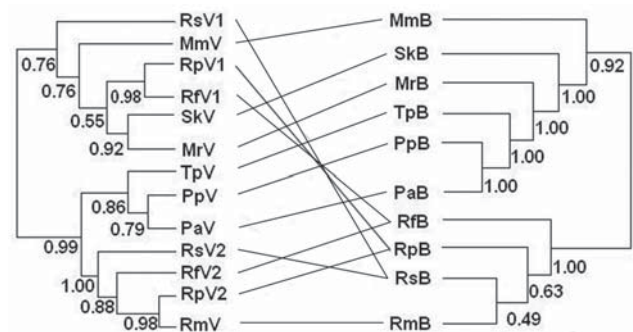 RsV1
MmV
RpV1
RfV1
SkV
MrV
TpV
PpV
PaV
RsV2
RfV2
RpV2
RmV
0.76
0.76
0.98
0.55
0.92
0.86
0.79
0.99
1.00
0.88
0.98
MmB
SkB
MrB
TpB
PpB
PaB
RfB
RpB
RsB
RmB
0.92
1.00
1.00
1.00
1.00
1.00
0.63
0.49